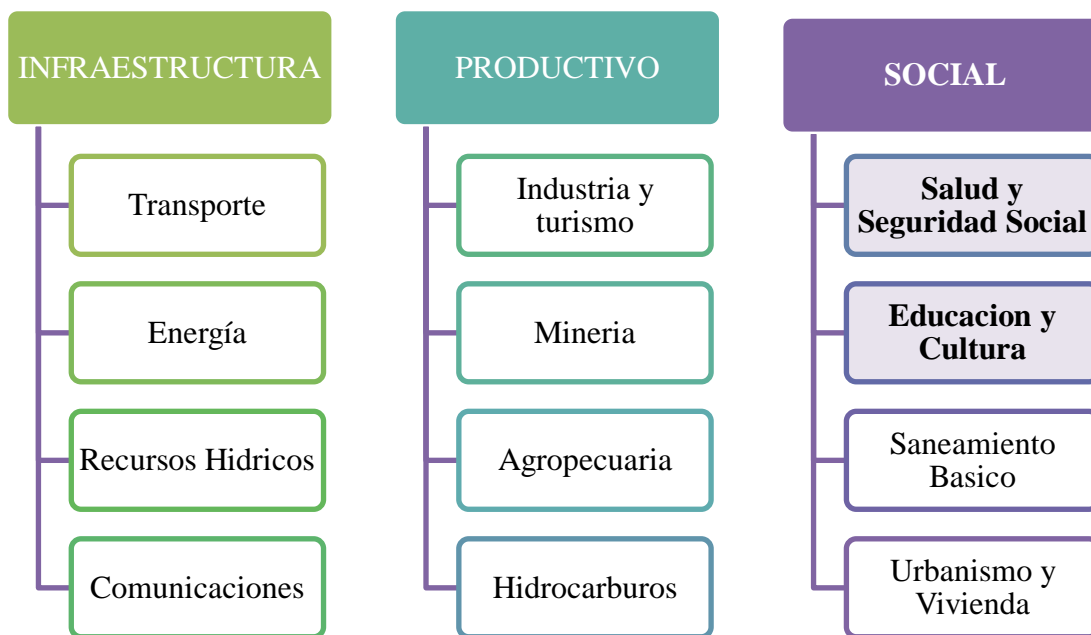 INFRAESTRUCTURA
Transporte
Energía
Recursos Hidricos
Comunicaciones
PRODUCTIVO
Industria y
turismo
Mineria
Agropecuaria
Hidrocarburos
SOCIAL
Salud y
Seguridad Social
Educacion y
Cultura
Saneamiento
Basico
Urbanismo y
Vivienda